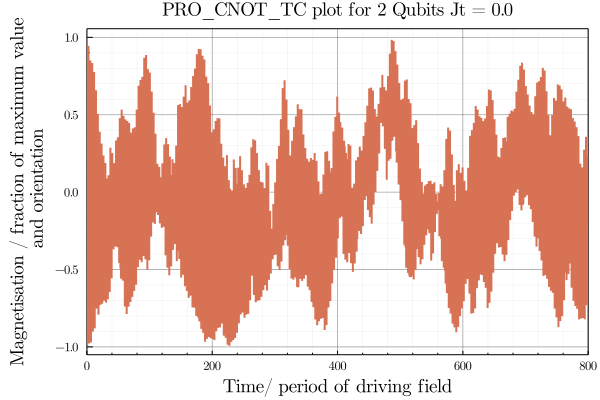 PRO_CNOT_TC plot for 2 Qubits Jt = 0.0
Magnetisation / fraction of maximum value
and orientation
1.0
0.5
0.0
−0.5
−1.0
0 200 400 600 800
Time/ period of driving field